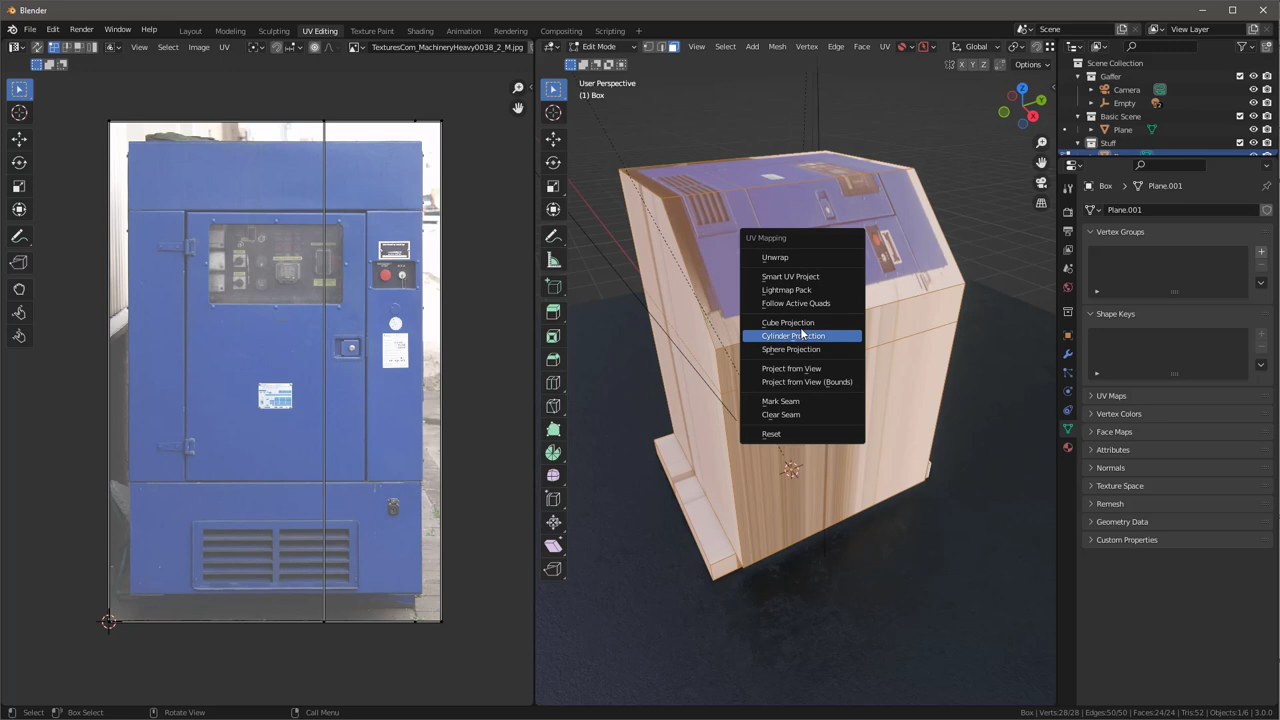 Blender
File Edit Render Window Help Layout Modeling Sculpting UV Editing Texture Paint Shading Animation Rendering Compositing Scripting + Scene View Layer
View Select Image UV TexturesCom_MachineryHeavy0038_2_M.jpg Edit Mode View Select Add Mesh Vertex Edge Face UV Global
X Y Z Options
Scene Collection
Gaffer
Camera
Empty
Basic Scene
Plane
Stuff
User Perspective
(1) Box
Z
Y
X
Box Plane.001
Plane.001
Vertex Groups
Shape Keys
UV Maps
Vertex Colors
Face Maps
Attributes
Normals
Texture Space
Remesh
Geometry Data
Custom Properties
UV Mapping
Unwrap
Smart UV Project
Lightmap Pack
Follow Active Quads
Cube Projection
Cylinder Projection
Sphere Projection
Project from View
Project from View (Bounds)
Mark Seam
Clear Seam
Reset
Select Box Select Rotate View Call Menu Box | Verts:28/28 | Edges:50/50 | Faces:24/24 | Tris:52 | Objects:1/6 | 3.0.0